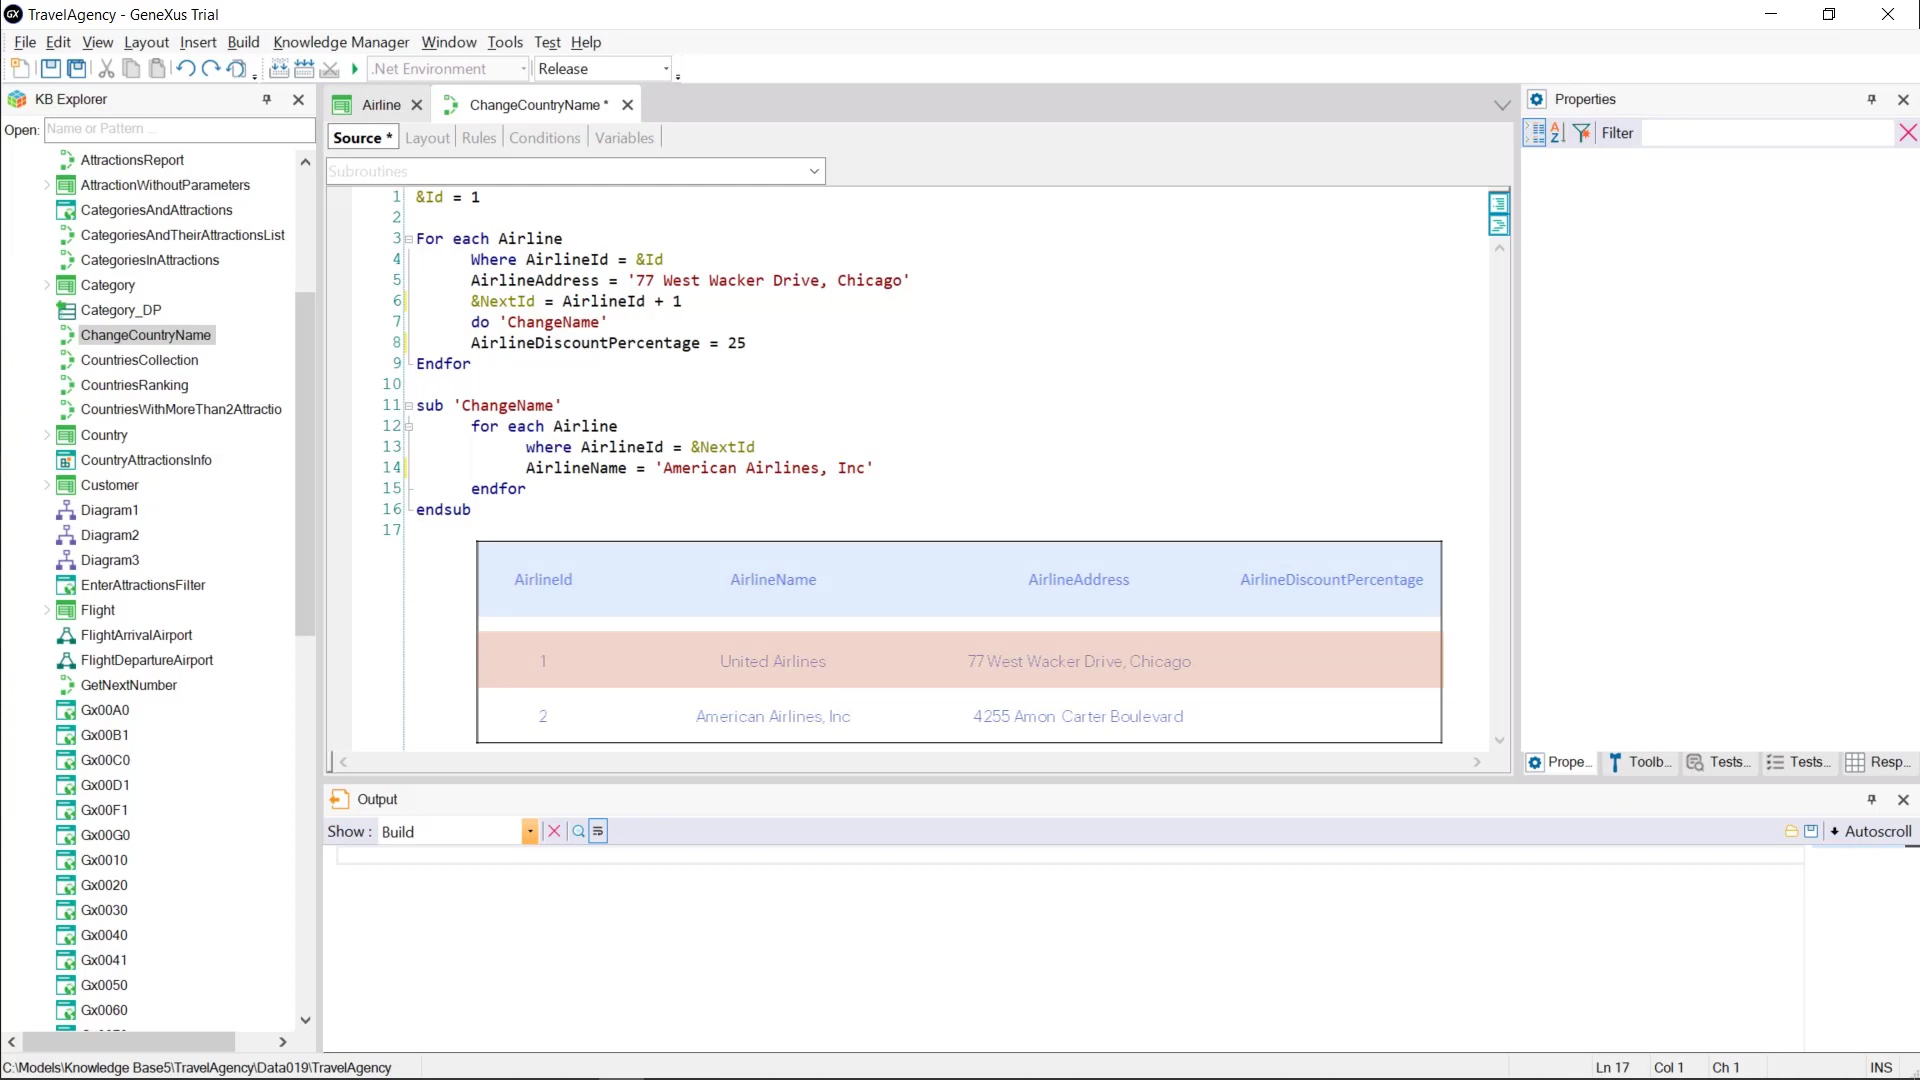 TravelAgency - GeneXus Trial
File Edit View Layout Insert Build Knowledge Manager Window Tools Test Help
.Net Environment Release
KB Explorer
Open: Name or Pattern ...
AttractionsReport
AttractionWithoutParameters
CategoriesAndAttractions
CategoriesAndTheirAttractionsList
CategoriesInAttractions
Category
Category_DP
ChangeCountryName
CountriesCollection
CountriesRanking
CountriesWithMoreThan2Attractio
Country
CountryAttractionsInfo
Customer
Diagram1
Diagram2
Diagram3
EnterAttractionsFilter
Flight
FlightArrivalAirport
FlightDepartureAirport
GetNextNumber
Gx00A0
Gx00B1
Gx00C0
Gx00D1
Gx00F1
Gx00G0
Gx0010
Gx0020
Gx0030
Gx0040
Gx0041
Gx0050
Gx0060
Airline ChangeCountryName *
Source * Layout Rules Conditions Variables
Subroutines
1 &Id = 1
2
3 For each Airline
4 Where AirlineId = &Id
5 AirlineAddress = '77 West Wacker Drive, Chicago'
6 &NextId = AirlineId + 1
7 do 'ChangeName'
8 AirlineDiscountPercentage = 25
9 Endfor
10
11 sub 'ChangeName'
12 for each Airline
13 where AirlineId = &NextId
14 AirlineName = 'American Airlines, Inc'
15 endfor
16 endsub
17
AirlineId AirlineName AirlineAddress AirlineDiscountPercentage
1 United Airlines 77 West Wacker Drive, Chicago
2 American Airlines, Inc 4255 Amon Carter Boulevard
Output
Show : Build
Autoscroll
Properties
Filter
Prope... Toolb... Tests... Tests... Resp...
C:\Models\Knowledge Base5\TravelAgency\Data019\TravelAgency
Ln 17 Col 1 Ch 1 INS